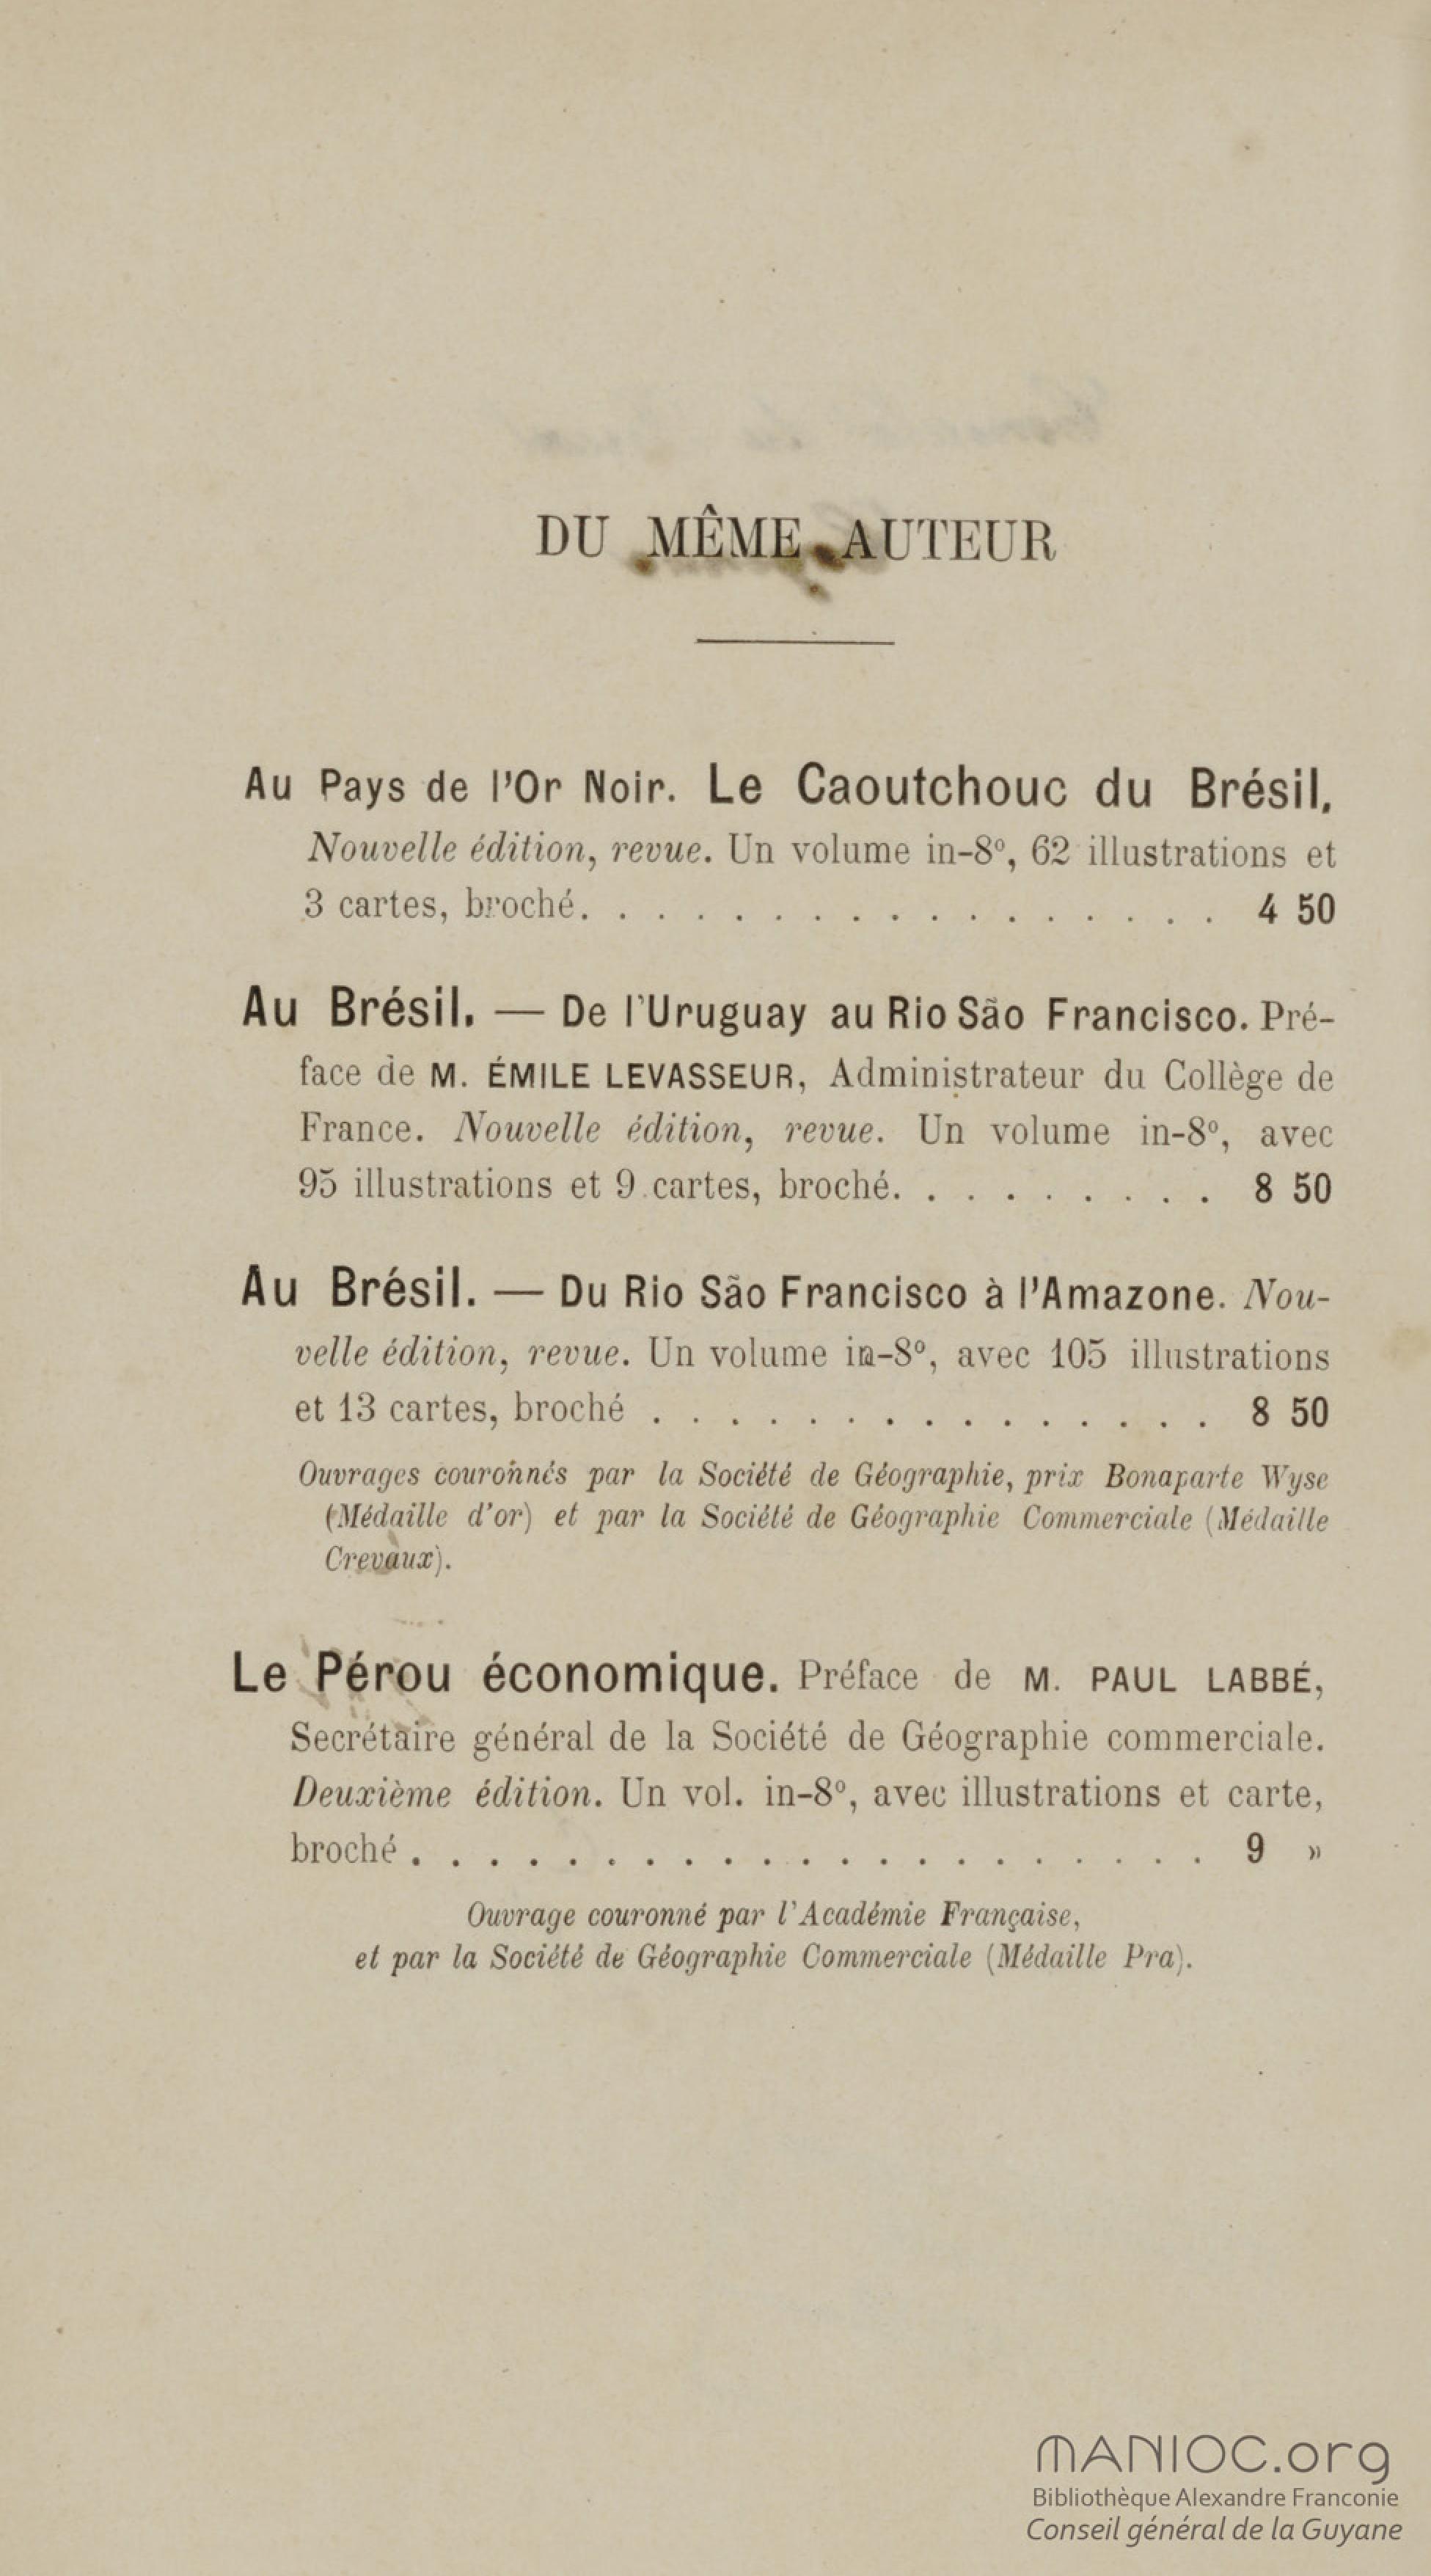 DU MÊME AUTEUR
Au Pays de l'Or Noir. Le Caoutchouc du Brésil.
Nouvelle édition, revue. Un volume in-8º, 62 illustrations et
3 cartes, broché. . . . . . . . . . . . . . . . . . 4 50
Au Brésil. — De l'Uruguay au Rio São Francisco. Pré-
face de M. ÉMILE LEVASSEUR, Administrateur du Collège de
France. Nouvelle édition, revue. Un volume in-8º, avec
95 illustrations et 9 cartes, broché. . . . . . . . . 8 50
Au Brésil. — Du Rio São Francisco à l'Amazone. Nou-
velle édition, revue. Un volume in-8º, avec 105 illustrations
et 13 cartes, broché . . . . . . . . . . . . . . . 8 50
Ouvrages couronnés par la Société de Géographie, prix Bonaparte Wyse
(Médaille d'or) et par la Société de Géographie Commerciale (Médaille
Crevaux).
Le Pérou économique. Préface de M. PAUL LABBÉ,
Secrétaire général de la Société de Géographie commerciale.
Deuxième édition. Un vol. in-8º, avec illustrations et carte,
broché . . . . . . . . . . . . . . . . . . . . . 9 »
Ouvrage couronné par l'Académie Française,
et par la Société de Géographie Commerciale (Médaille Pra).
MANIOC.org
Bibliothèque Alexandre Franconie
Conseil général de la Guyane